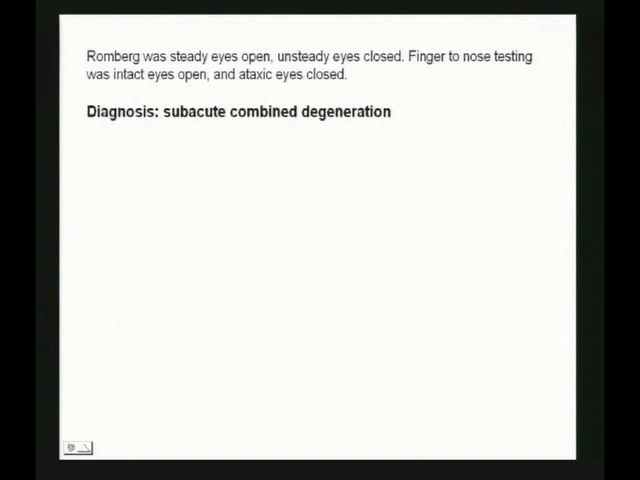 Romberg was steady eyes open, unsteady eyes closed. Finger to nose testing
was intact eyes open, and ataxic eyes closed.
Diagnosis: subacute combined degeneration